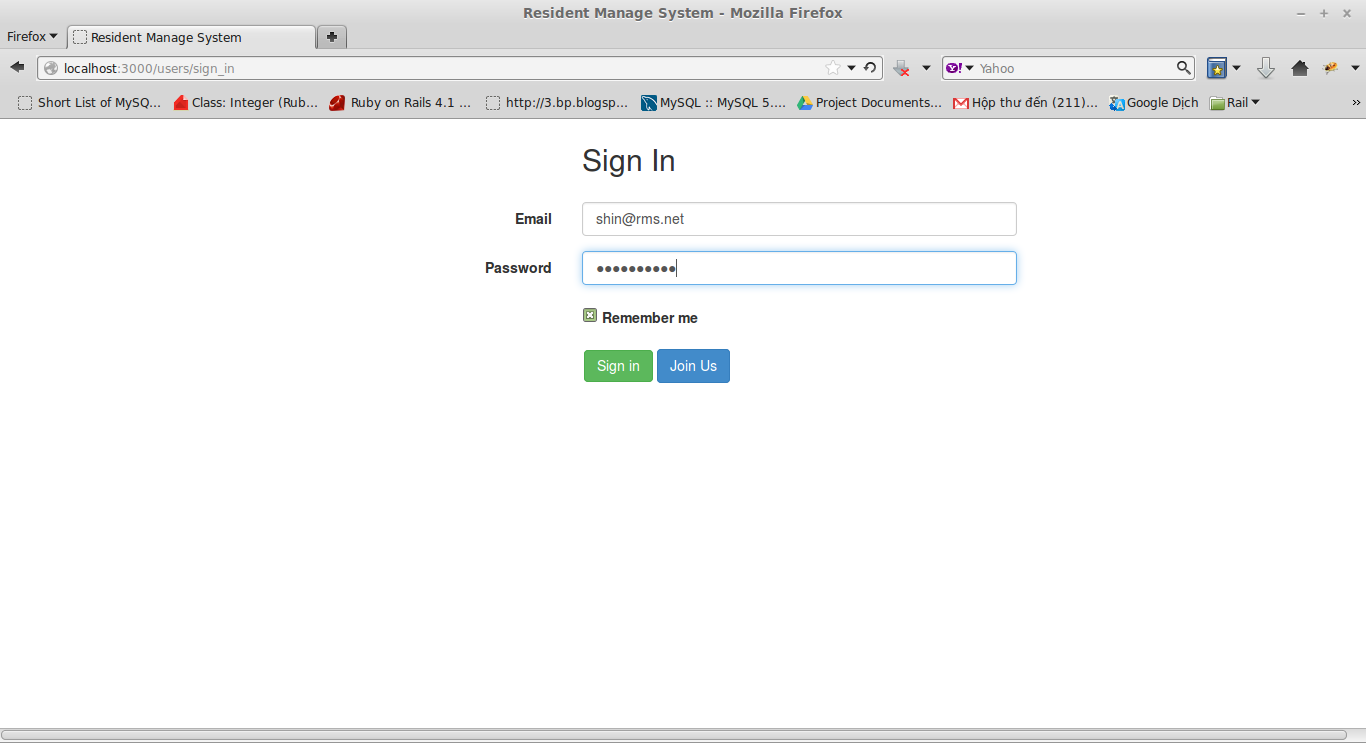 Resident Manage System - Mozilla Firefox
Firefox
Resident Manage System
localhost:3000/users/sign_in
Yahoo
Short List of MySQ... Class: Integer (Rub... Ruby on Rails 4.1 ... http://3.bp.blogsp... MySQL :: MySQL 5.... Project Documents... Hộp thư đến (211)... Google Dịch Rail »
Sign In
Email shin@rms.net
Password ●●●●●●●●●●
Remember me
Sign in Join Us